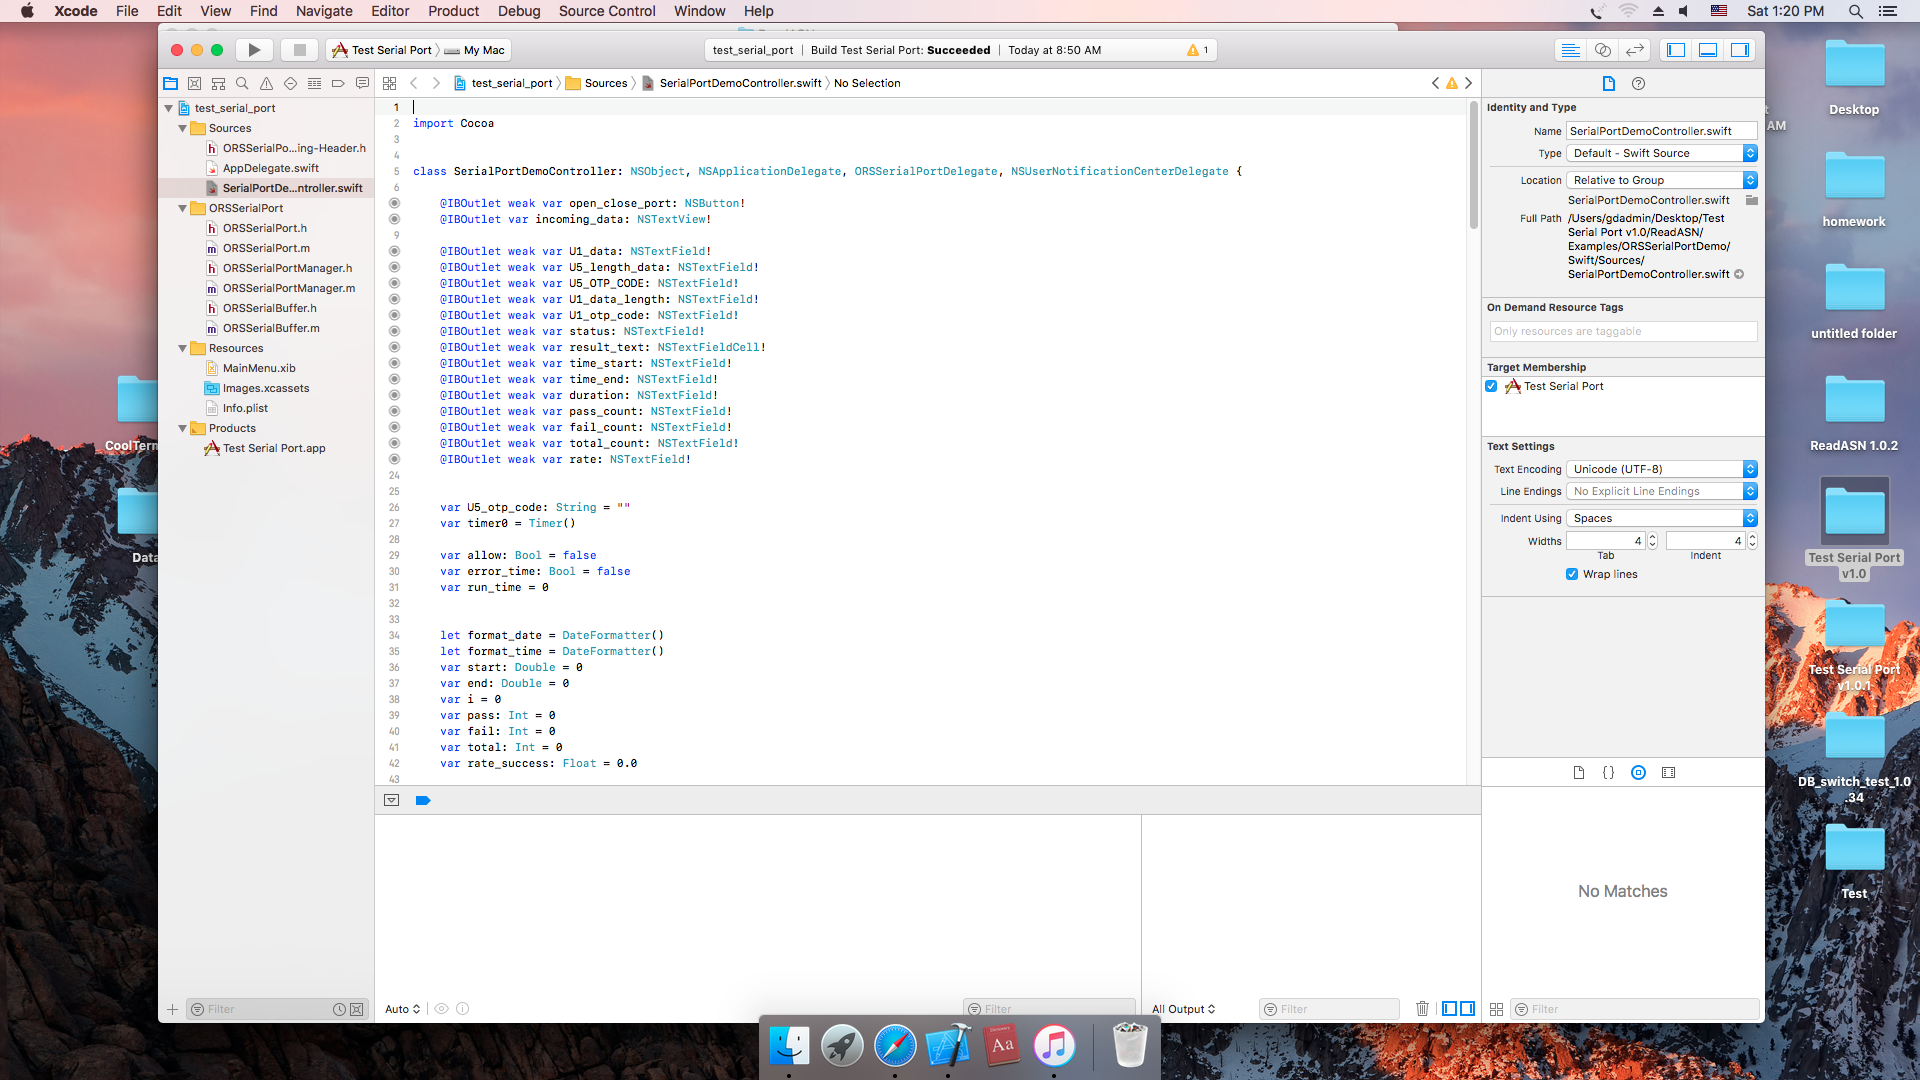 Xcode File Edit View Find Navigate Editor Product Debug Source Control Window Help Sat 1:20 PM
Test Serial Port My Mac
test_serial_port | Build Test Serial Port: Succeeded | Today at 8:50 AM 1
test_serial_port Sources SerialPortDemoController.swift No Selection
test_serial_port
Sources
ORSSerialPo...ing-Header.h
AppDelegate.swift
SerialPortDe...ntroller.swift
ORSSerialPort
ORSSerialPort.h
ORSSerialPort.m
ORSSerialPortManager.h
ORSSerialPortManager.m
ORSSerialBuffer.h
ORSSerialBuffer.m
Resources
MainMenu.xib
Images.xcassets
Info.plist
Products
Test Serial Port.app
Filter
1
2 import Cocoa
3
4
5 class SerialPortDemoController: NSObject, NSApplicationDelegate, ORSSerialPortDelegate, NSUserNotificationCenterDelegate {
6
@IBOutlet weak var open_close_port: NSButton!
@IBOutlet var incoming_data: NSTextView!
9
@IBOutlet weak var U1_data: NSTextField!
@IBOutlet weak var U5_length_data: NSTextField!
@IBOutlet weak var U5_OTP_CODE: NSTextField!
@IBOutlet weak var U1_data_length: NSTextField!
@IBOutlet weak var U1_otp_code: NSTextField!
@IBOutlet weak var status: NSTextField!
@IBOutlet weak var result_text: NSTextFieldCell!
@IBOutlet weak var time_start: NSTextField!
@IBOutlet weak var time_end: NSTextField!
@IBOutlet weak var duration: NSTextField!
@IBOutlet weak var pass_count: NSTextField!
@IBOutlet weak var fail_count: NSTextField!
@IBOutlet weak var total_count: NSTextField!
@IBOutlet weak var rate: NSTextField!
24
25
26 var U5_otp_code: String = ""
27 var timer0 = Timer()
28
29 var allow: Bool = false
30 var error_time: Bool = false
31 var run_time = 0
32
33
34 let format_date = DateFormatter()
35 let format_time = DateFormatter()
36 var start: Double = 0
37 var end: Double = 0
38 var i = 0
39 var pass: Int = 0
40 var fail: Int = 0
41 var total: Int = 0
42 var rate_success: Float = 0.0
43
Auto
Filter
All Output
Filter
Identity and Type
Name SerialPortDemoController.swift
Type Default - Swift Source
Location Relative to Group
SerialPortDemoController.swift
Full Path /Users/gdadmin/Desktop/Test
Serial Port v1.0/ReadASN/
Examples/ORSSerialPortDemo/
Swift/Sources/
SerialPortDemoController.swift
On Demand Resource Tags
Only resources are taggable
Target Membership
Test Serial Port
Text Settings
Text Encoding Unicode (UTF-8)
Line Endings No Explicit Line Endings
Indent Using Spaces
Widths 4 4
Tab Indent
Wrap lines
No Matches
Filter
CoolTerm
Data
AM
Desktop
homework
untitled folder
ReadASN 1.0.2
Test Serial Port
v1.0
Test Serial Port
v1.0.1
DB_switch_test_1.0
.34
Test
Aa